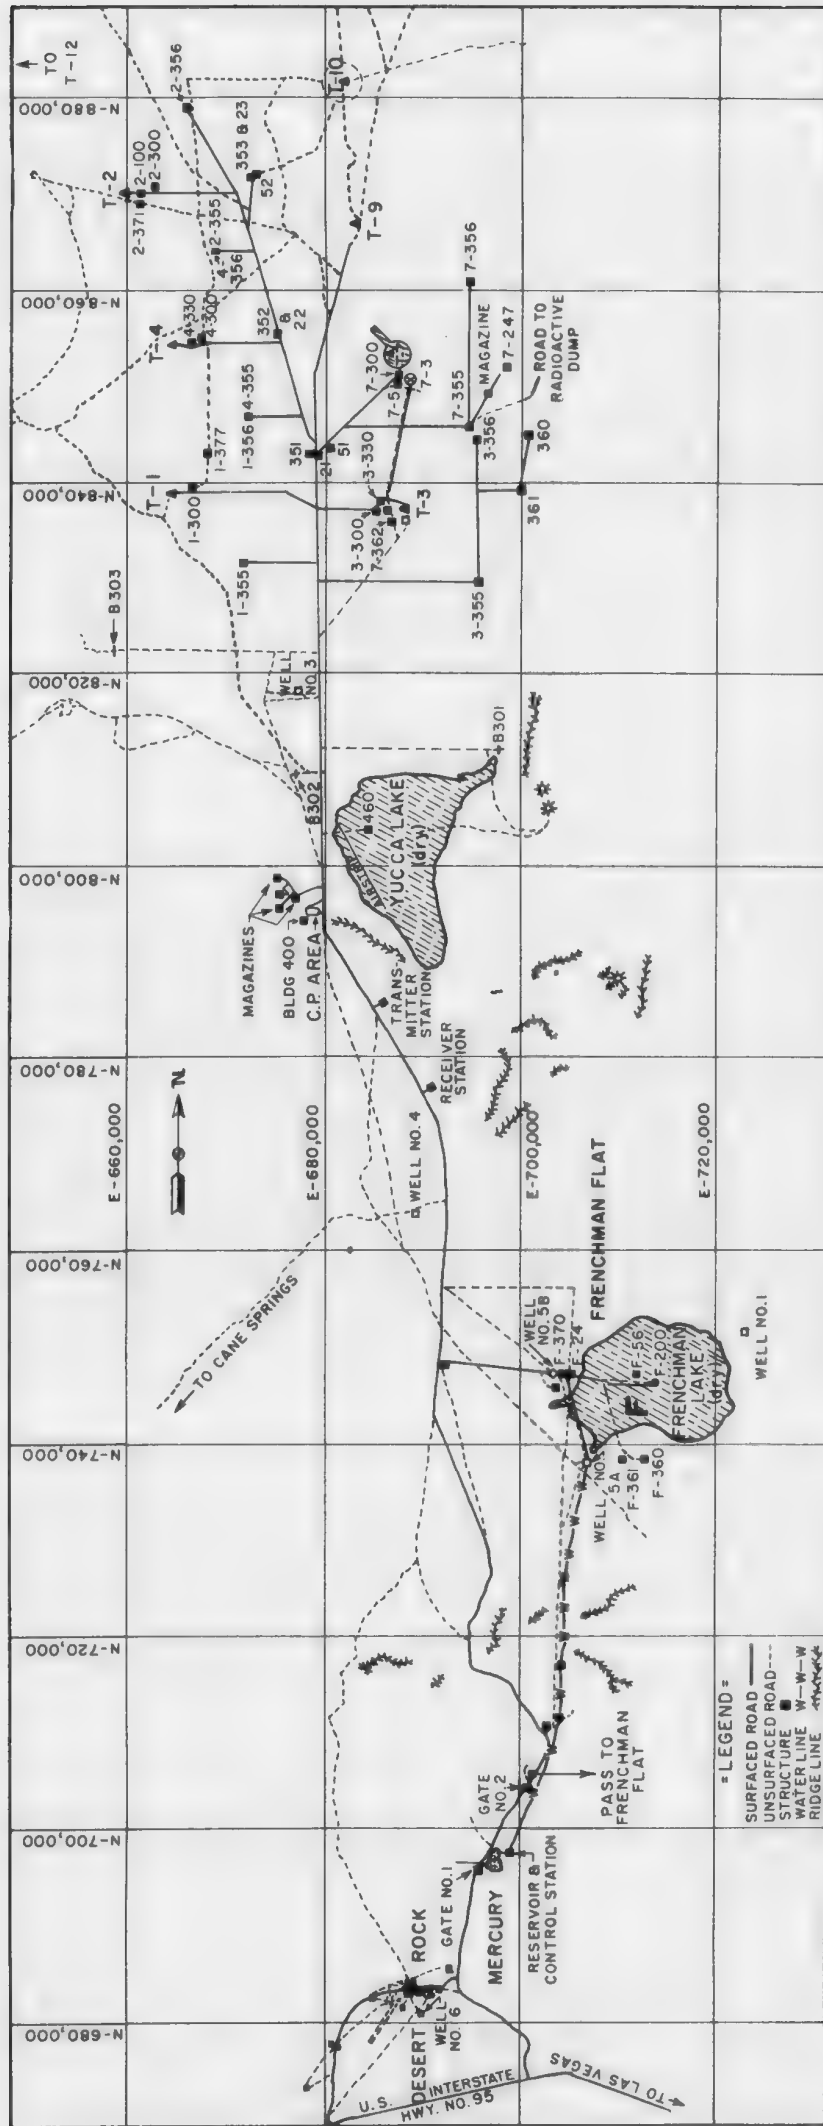 TO
T-12
N-880,000
2-356
T-10
T-2
2-100
2-300
2-371
353 & 23
52
2-355
4-
356
T-9
N-860,000
7-356
T-4
4-330
4-300
352
&
22
7-300
7-5
7-3
MAGAZINE
7-247
7-355
ROAD TO
RADIOACTIVE
DUMP
4-355
1-356
1-377
351
21
51
3-330
3-356
360
N-840,000
T-1
1-300
3-300
7-362
T-3
361
1-355
3-355
B303
N-820,000
WELL
NO. 3
B301
B302
460
AIRSTRIP
YUCCA LAKE
(dry)
N-800,000
MAGAZINES
BLDG 400
C.P. AREA
TRANS-
MITTER
STATION
RECEIVER
STATION
N-780,000
N
E-660,000
E-680,000
E-700,000
E-720,000
WELL NO. 4
N-760,000
TO CANE SPRINGS
FRENCHMAN FLAT
WELL
NO. 5B
F-370
24
F-56
F-200
F
FRENCHMAN
LAKE
(dry)
WELL NO. 1
N-740,000
WELL NO.
5A
F-361
F-360
N-720,000
GATE
NO. 2
PASS TO
FRENCHMAN
FLAT
N-700,000
GATE NO. 1
MERCURY
RESERVOIR &
CONTROL STATION
DESERT ROCK
WELL
NO. 6
N-680,000
U.S. INTERSTATE
HWY. NO. 95
TO LAS VEGAS
= LEGEND =
SURFACED ROAD
UNSURFACED ROAD
STRUCTURE
WATER LINE W—W—W
RIDGE LINE